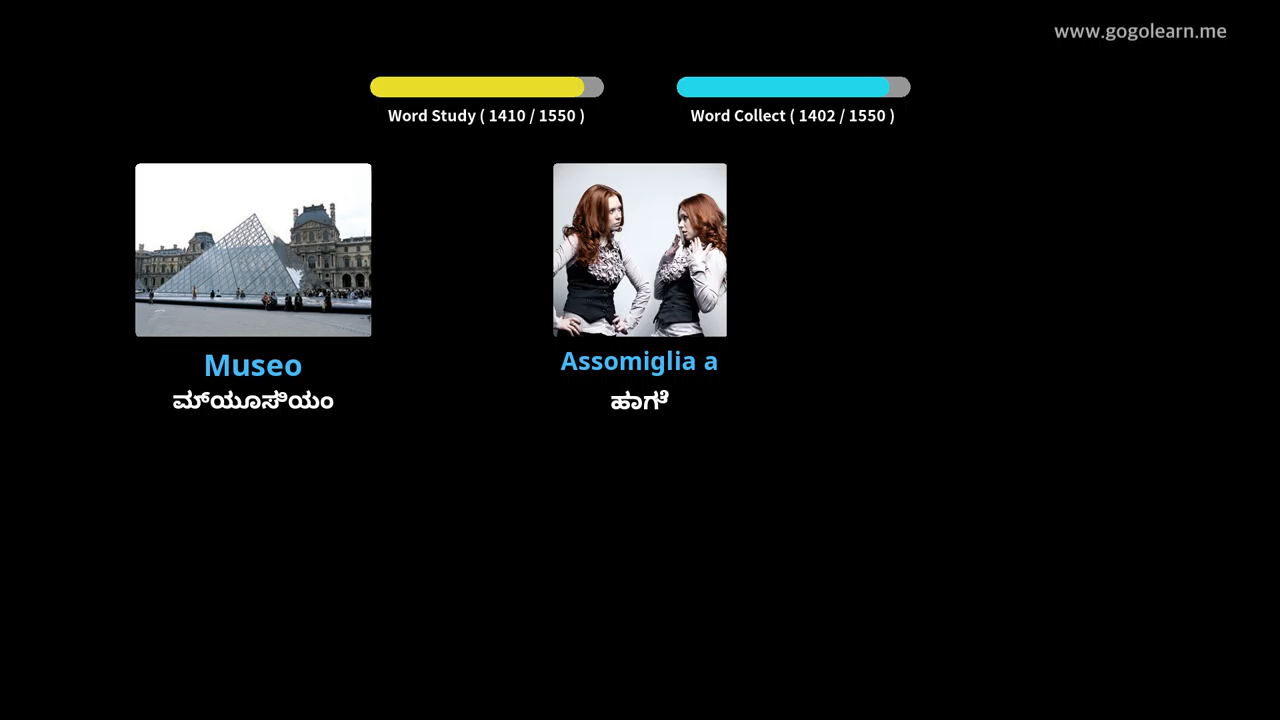 www.gogolearn.me
Word Study ( 1410 / 1550 )
Word Collect ( 1402 / 1550 )
Museo
Assomiglia a
ಮ್ಯೂಸಿಯಂ
ಹಾಗೆ